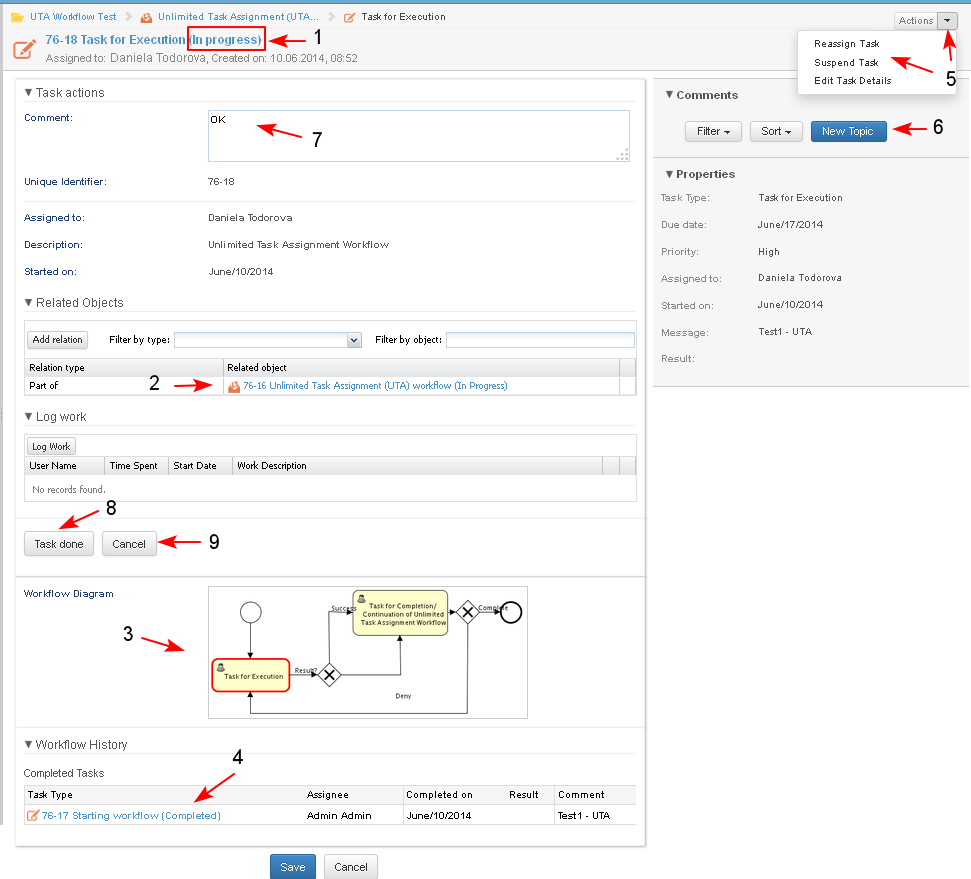 UTA Workflow Test Unlimited Task Assignment (UTA... Task for Execution
Actions
76-18 Task for Execution (In progress) 1
Assigned to: Daniela Todorova, Created on: 10.06.2014, 08:52
Reassign Task
Suspend Task
Edit Task Details
5
Task actions
Comment:
OK
7
Unique Identifier: 76-18
Assigned to: Daniela Todorova
Description: Unlimited Task Assignment Workflow
Started on: June/10/2014
Comments
Filter Sort New Topic 6
Properties
Task Type: Task for Execution
Due date: June/17/2014
Priority: High
Assigned to: Daniela Todorova
Started on: June/10/2014
Message: Test1 - UTA
Result:
Related Objects
Add relation Filter by type: Filter by object:
Relation type Related object
Part of 2 76-16 Unlimited Task Assignment (UTA) workflow (In Progress)
Log work
Log Work
User Name Time Spent Start Date Work Description
No records found.
8
Task done Cancel 9
Workflow Diagram
3
Success
Task for Completion/
Continuation of Unlimited
Task Assignment Workflow
Complete
Task for Execution
Result?
Deny
Workflow History
4
Completed Tasks
Task Type Assignee Completed on Result Comment
76-17 Starting workflow (Completed) Admin Admin June/10/2014 Test1 - UTA
Save Cancel